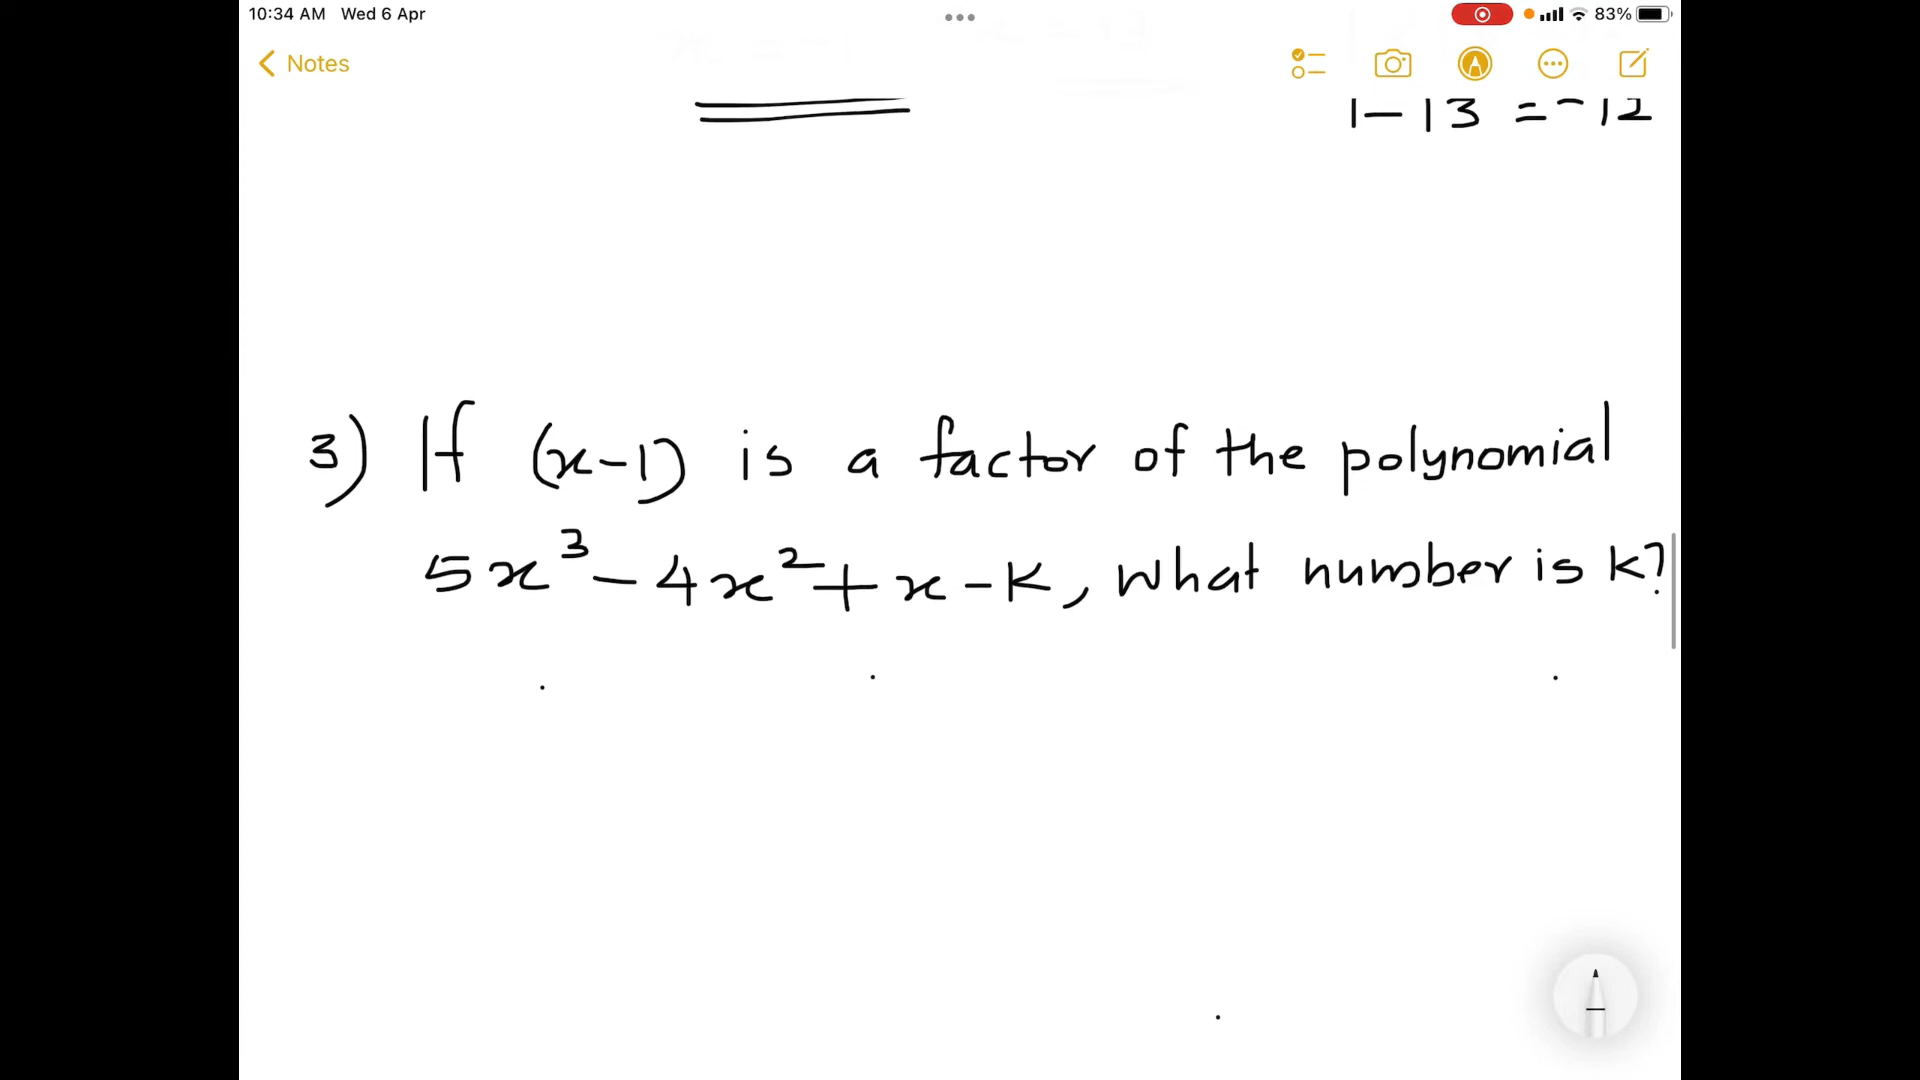 10:34 AM Wed 6 Apr
83%
Notes
1-13 = -12
3) If (x-1) is a factor of the polynomial
5x³-4x²+x-k, what number is k?